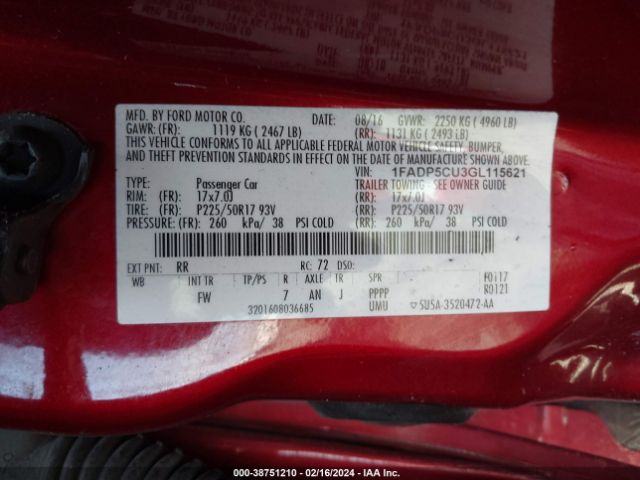 MFD. BY FORD MOTOR CO. DATE: 08/16 GVWR: 2250 KG ( 4960 LB)
GAWR: (FR): 1119 KG ( 2467 LB) (RR): 1131 KG ( 2493 LB)
THIS VEHICLE CONFORMS TO ALL APPLICABLE FEDERAL MOTOR VEHICLE SAFETY, BUMPER,
AND THEFT PREVENTION STANDARDS IN EFFECT ON THE DATE OF MANUFACTURE SHOWN ABOVE.
VIN: 1FADP5CU3GL115621
TYPE: Passenger Car TRAILER TOWING - SEE OWNER GUIDE
RIM: (FR): 17x7.0J (RR): 17x7.0J
TIRE: (FR): P225/50R17 93V (RR): P225/50R17 93V
PRESSURE: (FR): 260 kPa/ 38 PSI COLD (RR): 260 kPa/ 38 PSI COLD
EXT PNT: RR RC: 72 DSO: F0117
WB INT TR TP/PS R AXLE TR SPR R0121
FW 7 AN J PPPP
3201608036685 UMU ▽5U5A-3520472-AA
000-38751210 - 02/16/2024 - IAA Inc.